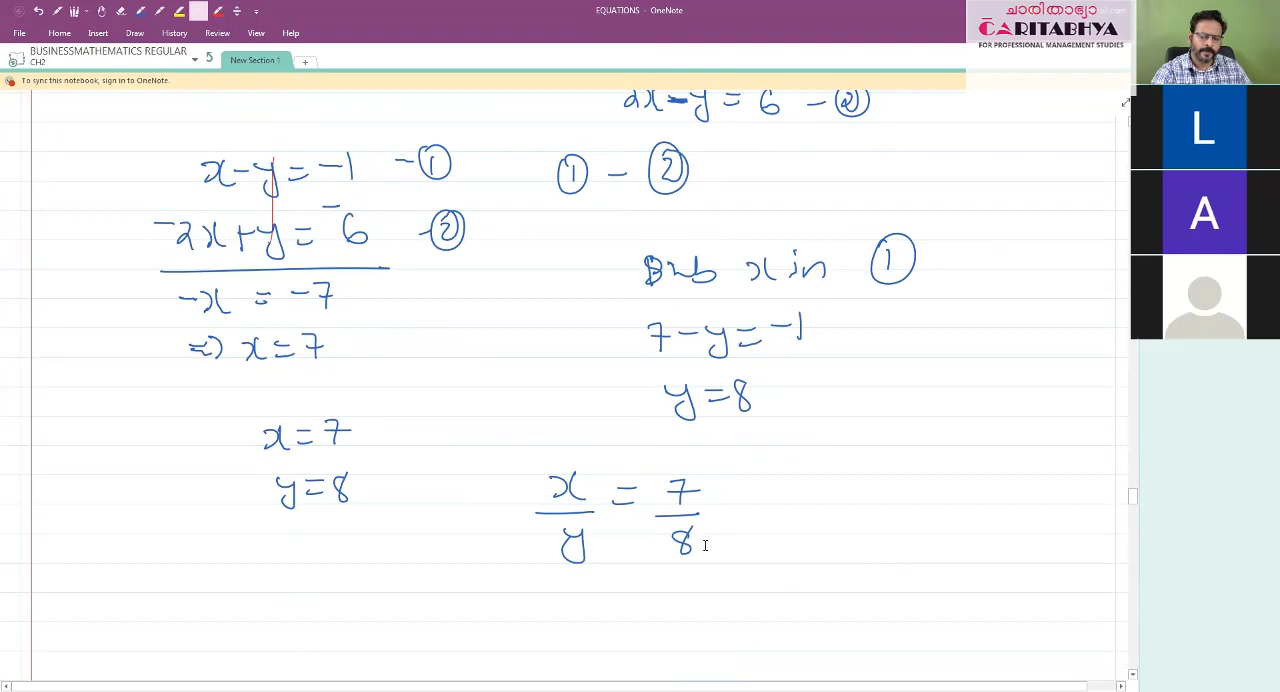 EQUATIONS - OneNote
ചാരിതാഭ്യാ
CARITABHYA
FOR PROFESSIONAL MANAGEMENT STUDIES
File Home Insert Draw History Review View Help
BUSINESSMATHEMATICS REGULAR
CH2
New Section 1
To sync this notebook, sign in to OneNote.
2x - y = 6 - ②
x - y = -1 - ①
① - ②
-2x + y = -6 - ②
Sub x in ①
-x = -7
7 - y = -1
=> x = 7
y = 8
x = 7
y = 8
x/y = 7/8
L
A